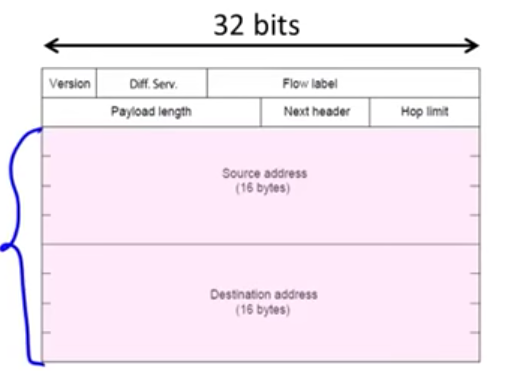 32 bits
Version Diff. Serv. Flow label
Payload length Next header Hop limit
Source address
(16 bytes)
Destination address
(16 bytes)